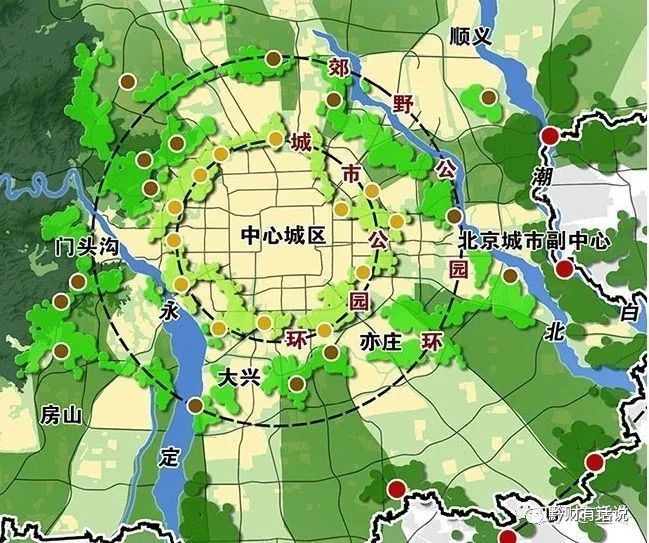 顺义
郊野公园环
城市公园环
中心城区
北京城市副中心
门头沟
亦庄
大兴
房山
永定
潮白
北
黔财有话说